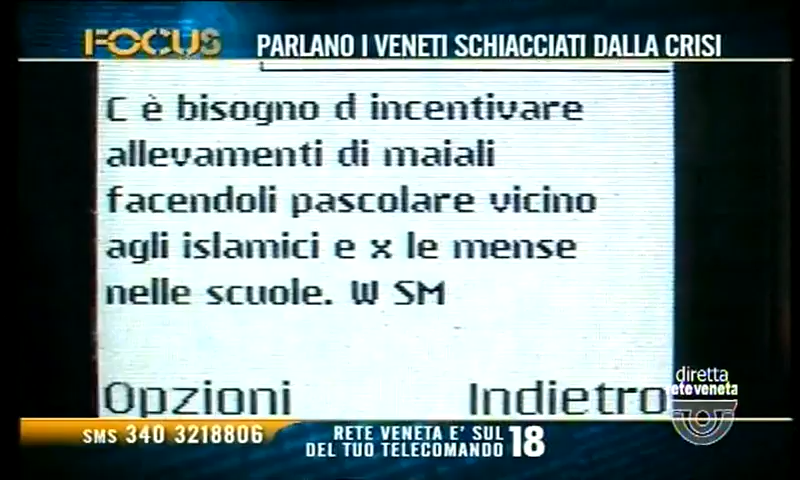 FOCUS PARLANO I VENETI SCHIACCIATI DALLA CRISI
C è bisogno d incentivare
allevamenti di maiali
facendoli pascolare vicino
agli islamici e x le mense
nelle scuole. W SM
Opzioni Indietro
diretta
reteveneta
SMS 340 3218806
RETE VENETA E' SUL
DEL TUO TELECOMANDO 18